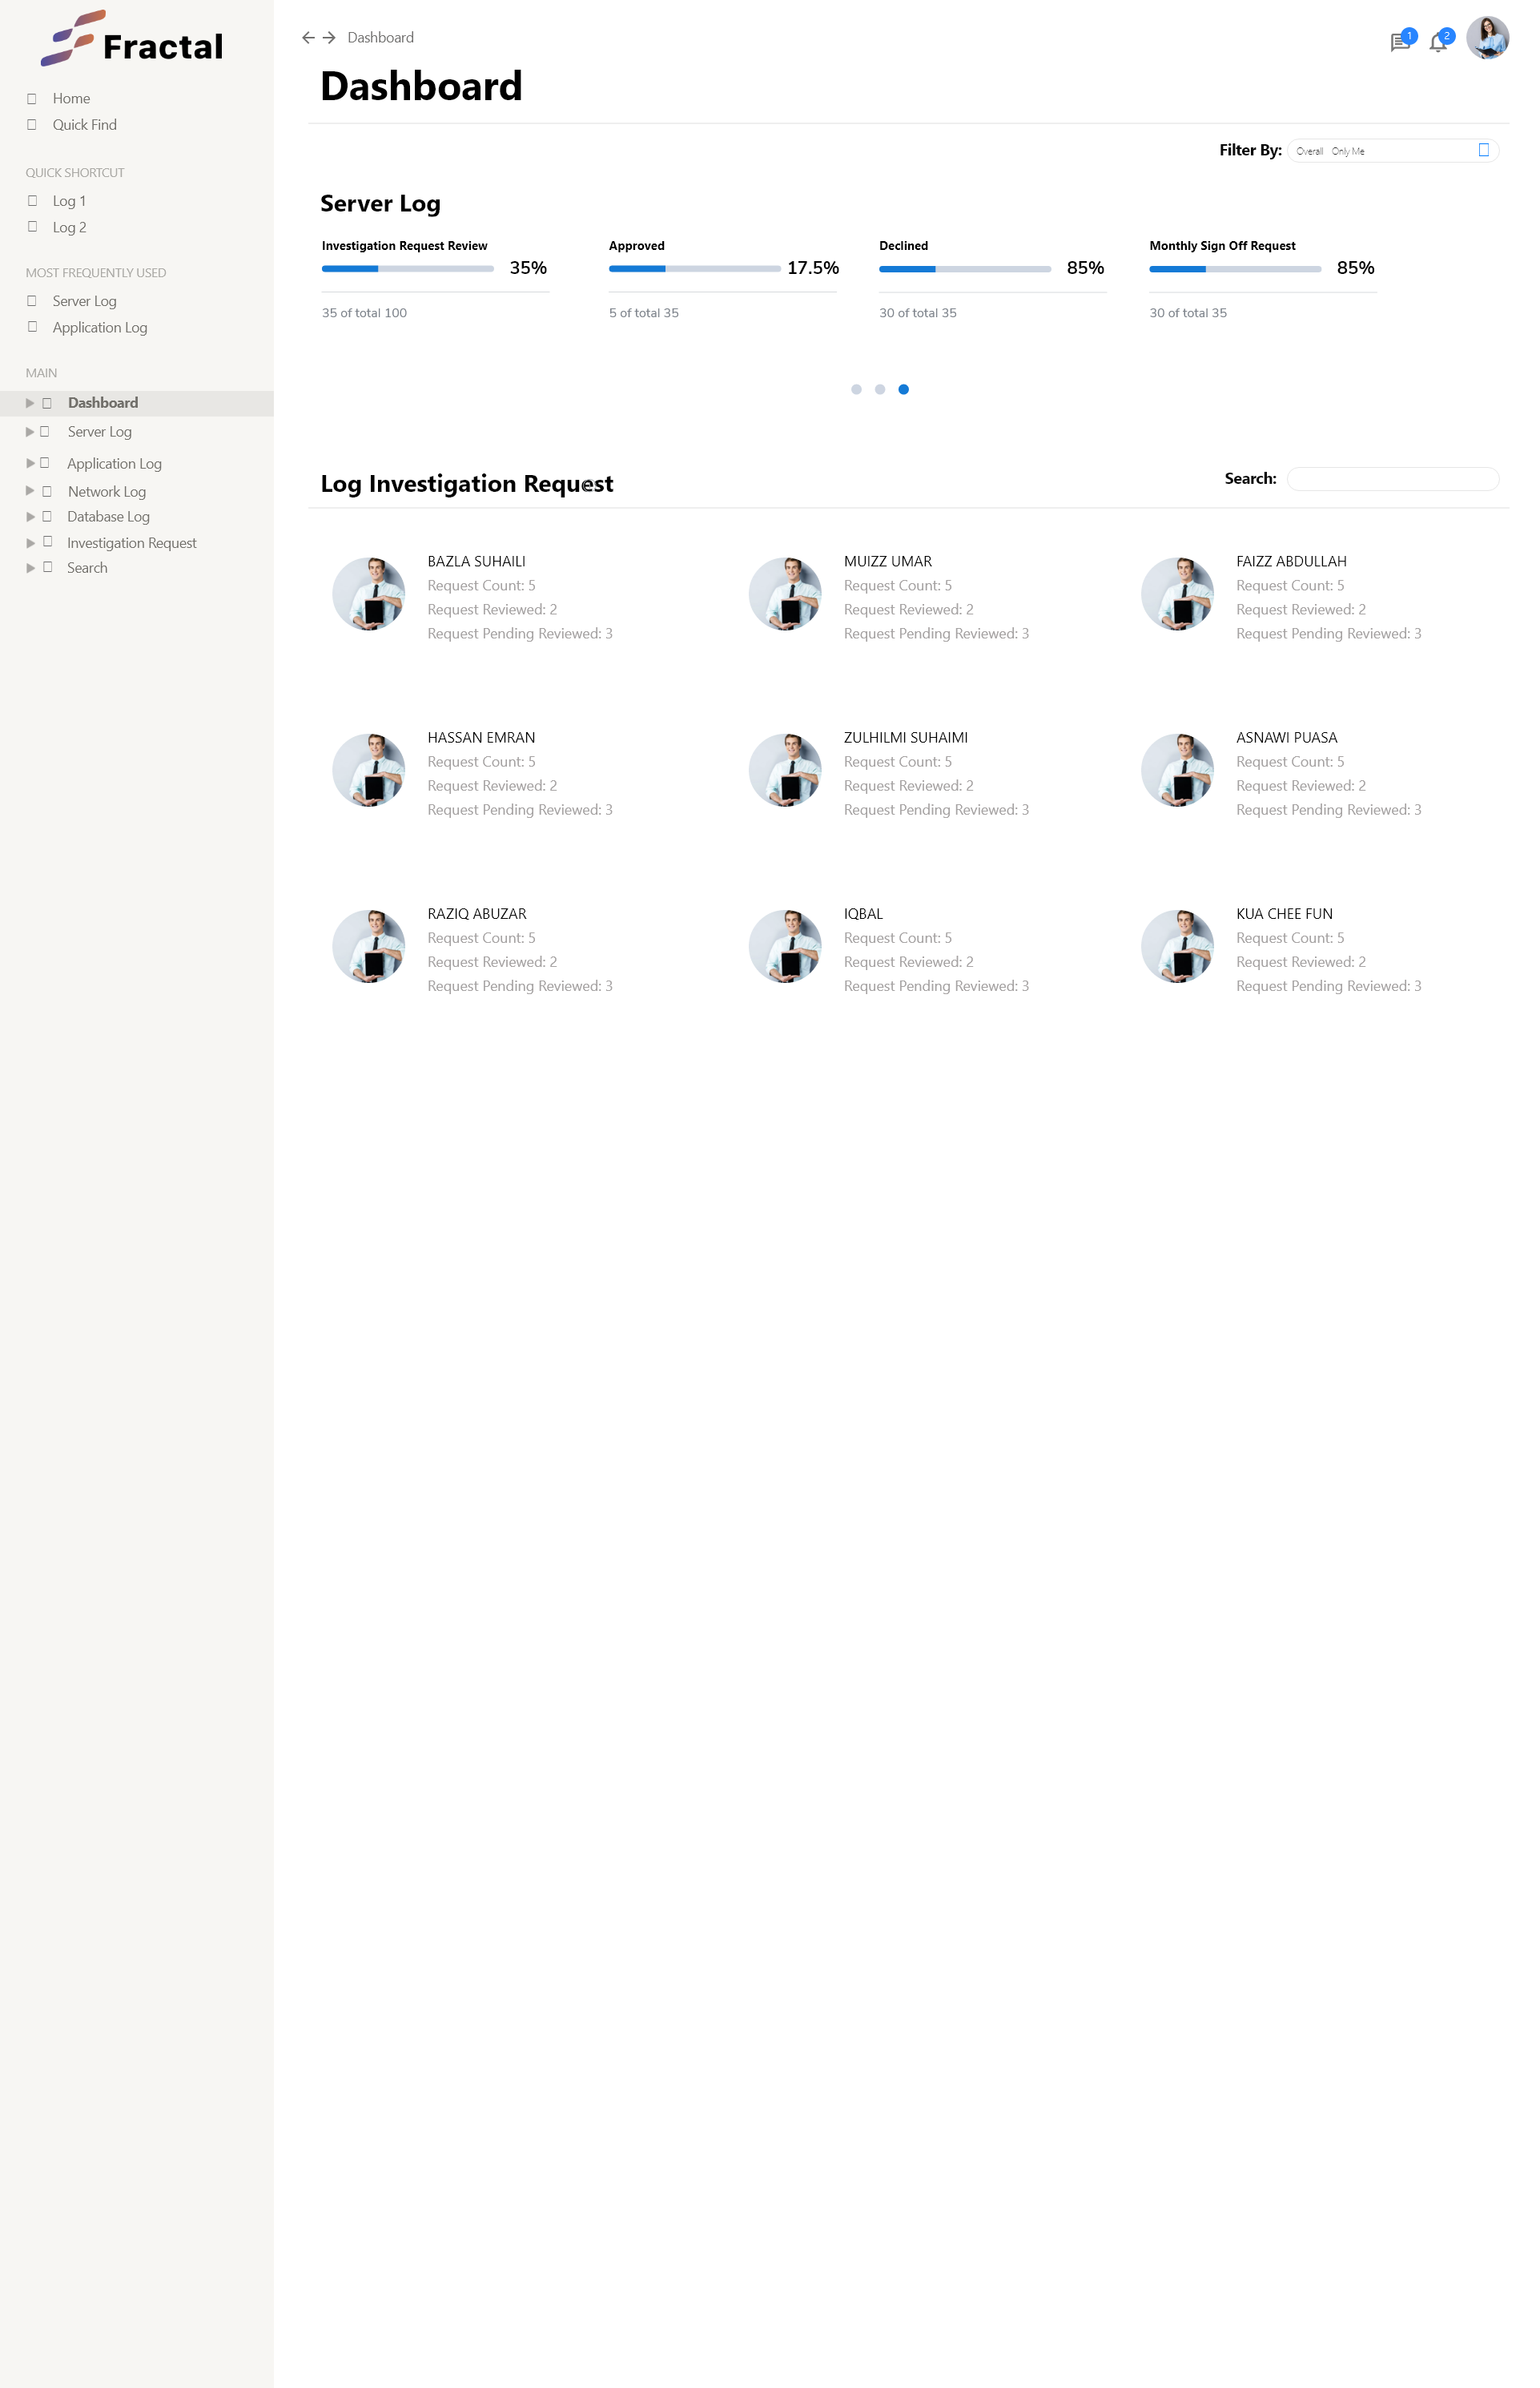 Fractal
Home
Quick Find
QUICK SHORTCUT
Log 1
Log 2
MOST FREQUENTLY USED
Server Log
Application Log
MAIN
Dashboard
Server Log
Application Log
Network Log
Database Log
Investigation Request
Search
Dashboard
1
2
Dashboard
Filter By:
Overall Only Me
Server Log
Investigation Request Review
35%
35 of total 100
Approved
17.5%
5 of total 35
Declined
85%
30 of total 35
Monthly Sign Off Request
85%
30 of total 35
Log Investigation Request
Search:
BAZLA SUHAILI
Request Count: 5
Request Reviewed: 2
Request Pending Reviewed: 3
MUIZZ UMAR
Request Count: 5
Request Reviewed: 2
Request Pending Reviewed: 3
FAIZZ ABDULLAH
Request Count: 5
Request Reviewed: 2
Request Pending Reviewed: 3
HASSAN EMRAN
Request Count: 5
Request Reviewed: 2
Request Pending Reviewed: 3
ZULHILMI SUHAIMI
Request Count: 5
Request Reviewed: 2
Request Pending Reviewed: 3
ASNAWI PUASA
Request Count: 5
Request Reviewed: 2
Request Pending Reviewed: 3
RAZIQ ABUZAR
Request Count: 5
Request Reviewed: 2
Request Pending Reviewed: 3
IQBAL
Request Count: 5
Request Reviewed: 2
Request Pending Reviewed: 3
KUA CHEE FUN
Request Count: 5
Request Reviewed: 2
Request Pending Reviewed: 3